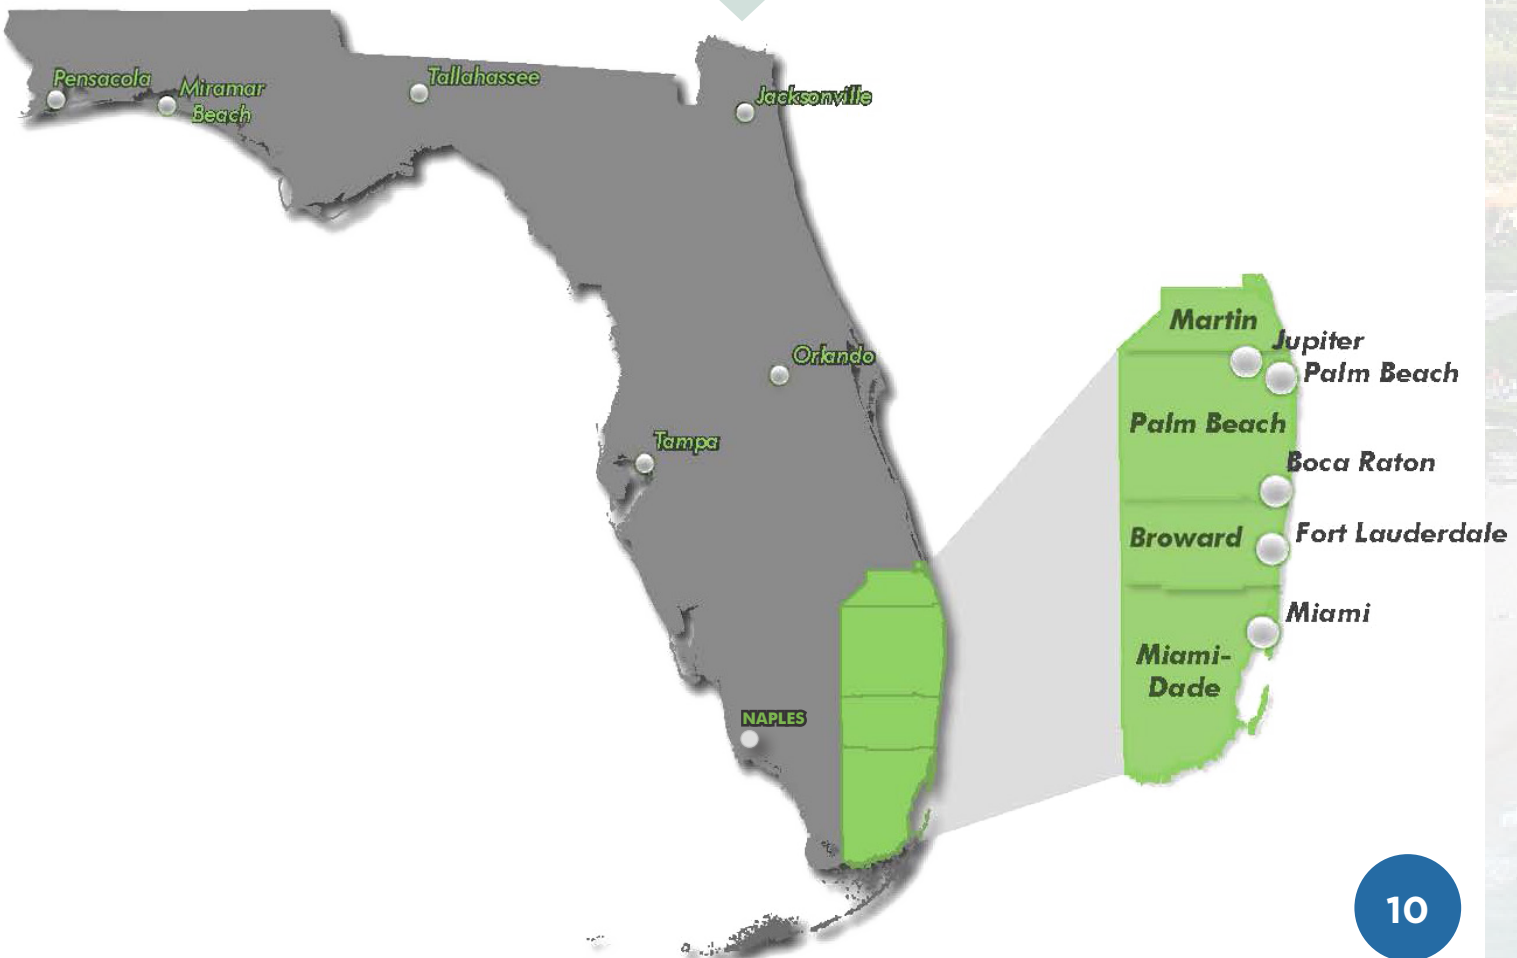 Pensacola
Miramar
Beach
Tallahassee
Jacksonville
Orlando
Tampa
NAPLES
Martin
Jupiter
Palm Beach
Palm Beach
Boca Raton
Broward
Fort Lauderdale
Miami
Miami-
Dade
10